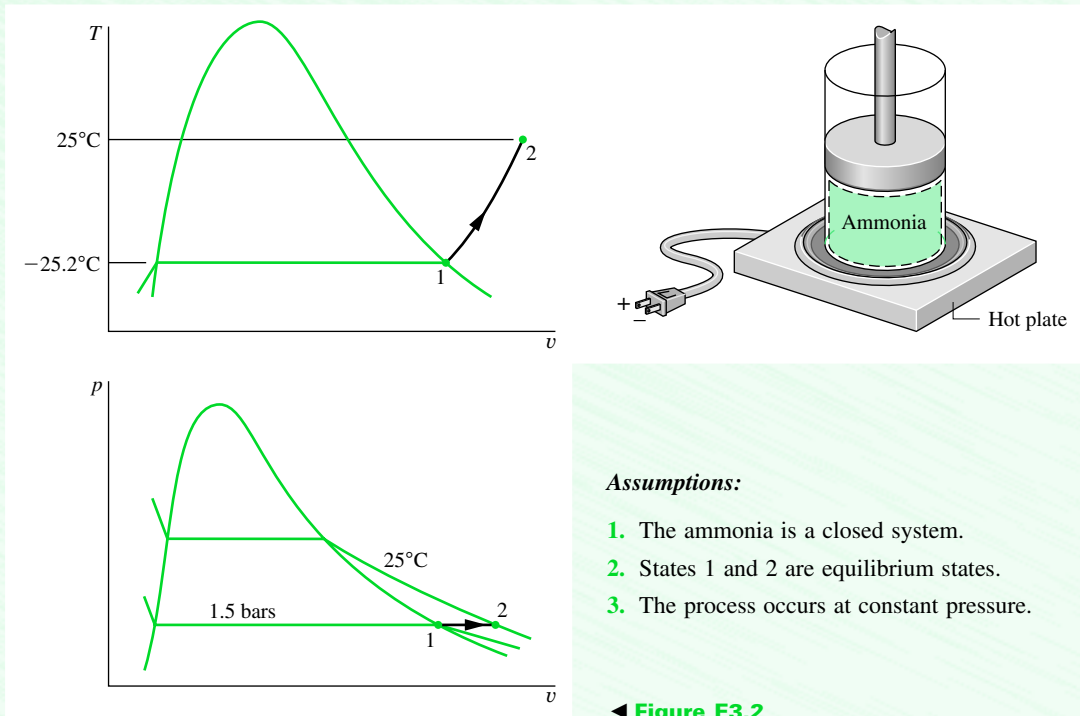 T
25°C
2
−25.2°C
1
v
Ammonia
+
−
Hot plate
p
25°C
1.5 bars
2
1
v
Assumptions:
1. The ammonia is a closed system.
2. States 1 and 2 are equilibrium states.
3. The process occurs at constant pressure.
◄ Figure E3.2